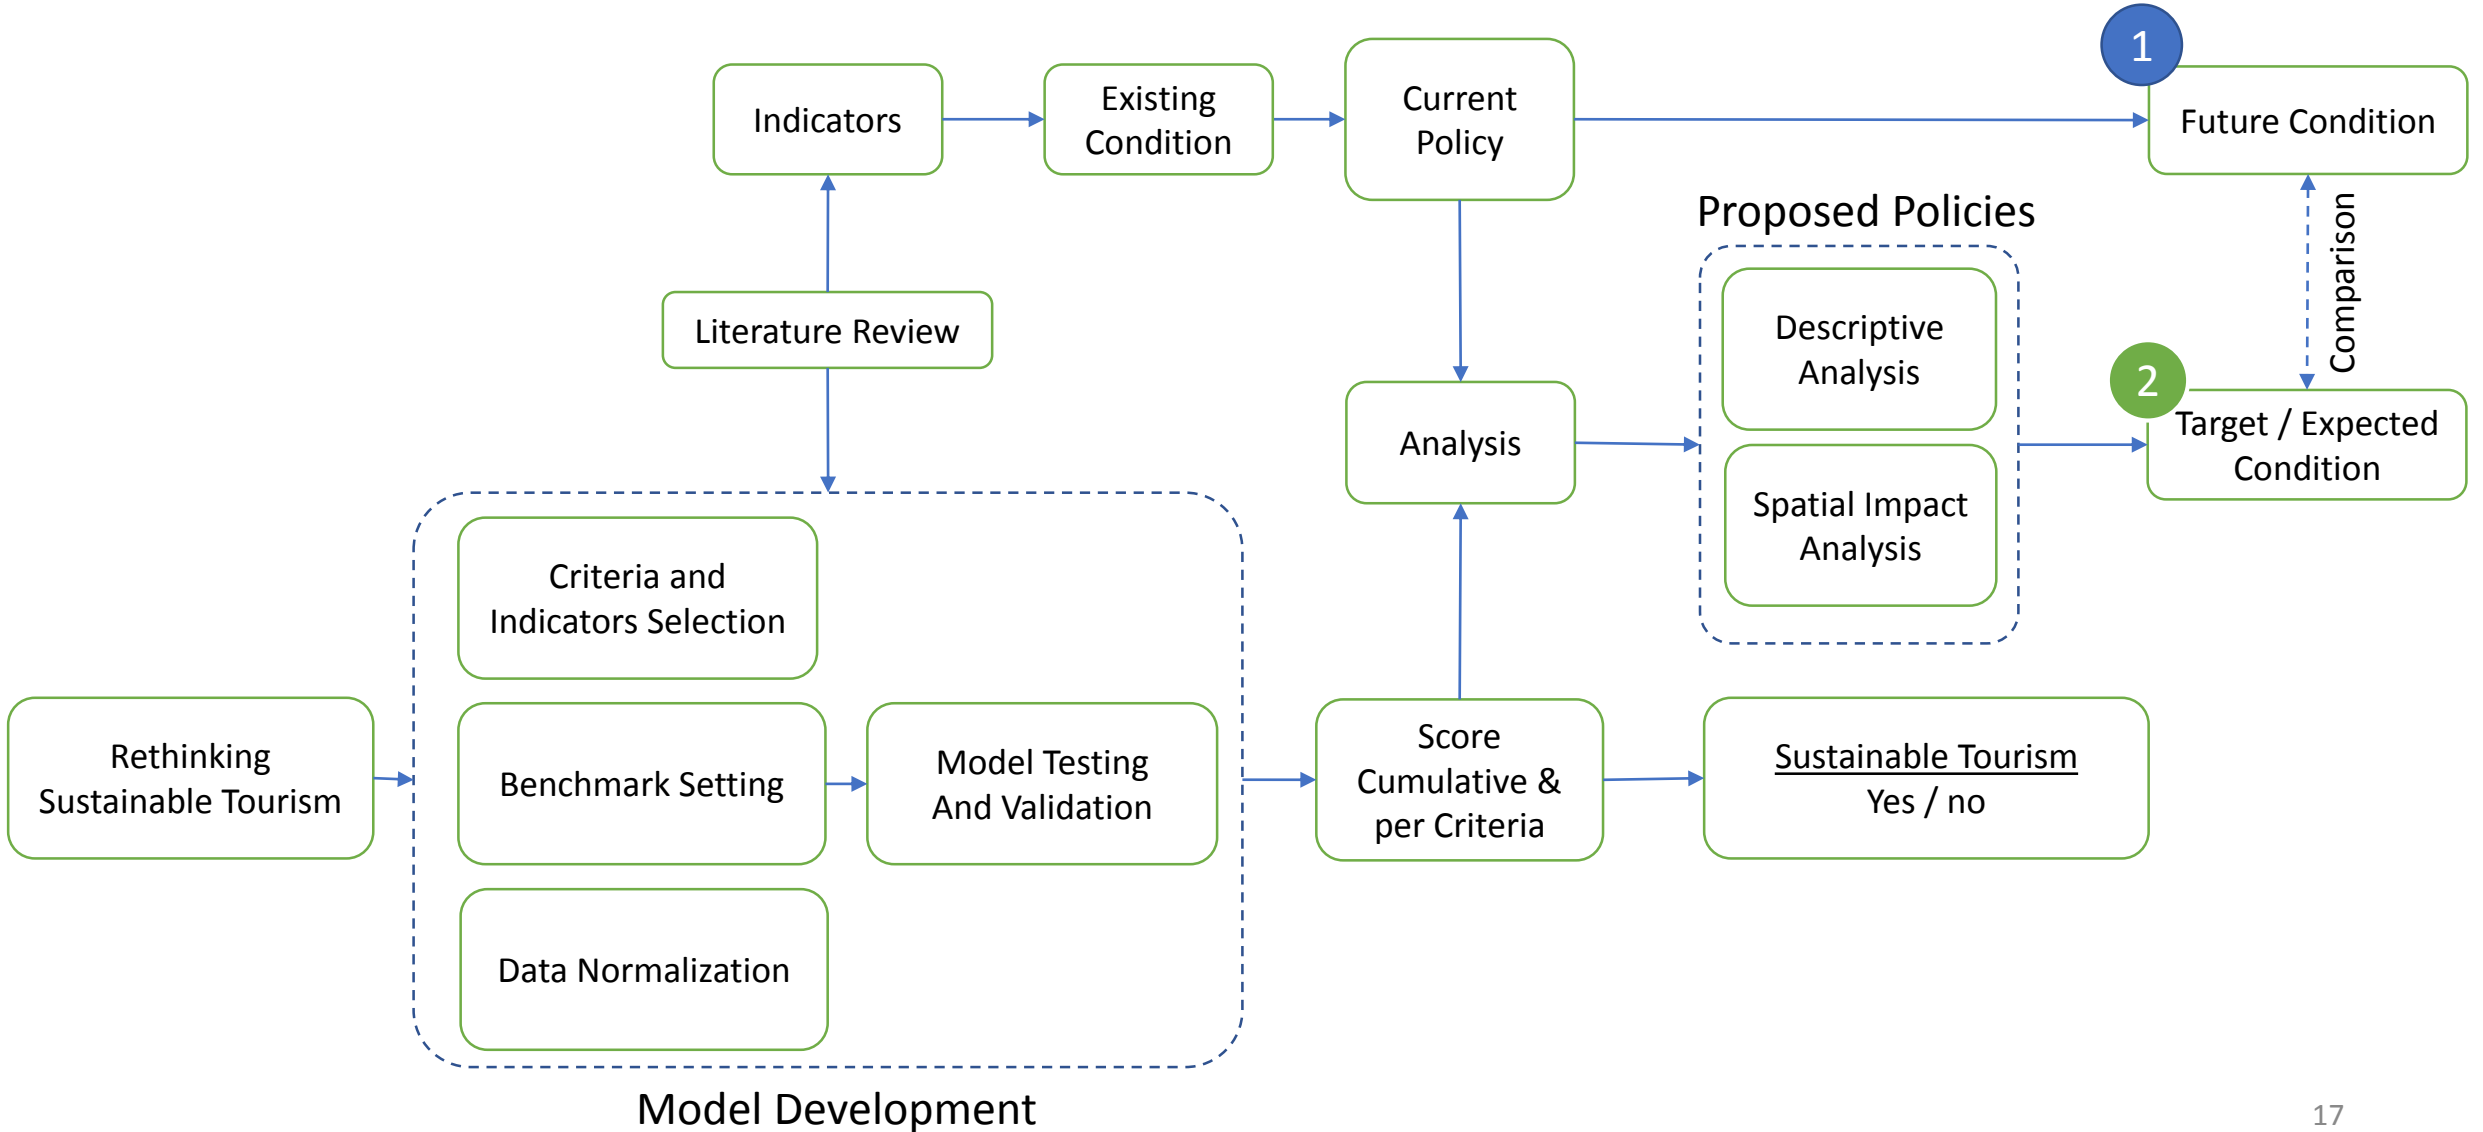 1
Indicators
Existing
Condition
Current
Policy
Future Condition
Proposed Policies
Comparison
Literature Review
Descriptive
Analysis
2
Target / Expected
Condition
Analysis
Spatial Impact
Analysis
Criteria and
Indicators Selection
Rethinking
Sustainable Tourism
Benchmark Setting
Model Testing
And Validation
Score
Cumulative &
per Criteria
Sustainable Tourism
Yes / no
Data Normalization
Model Development
17